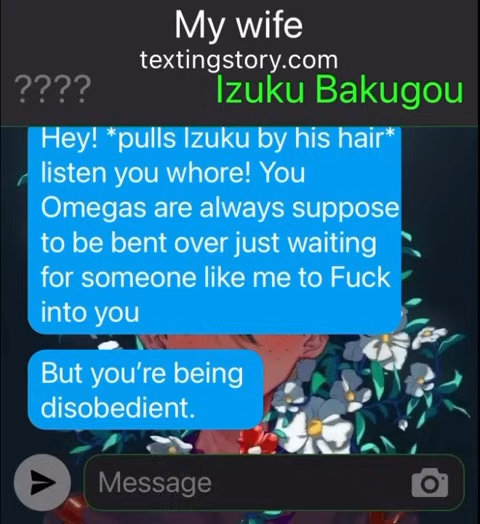 My wife
textingstory.com
???? Izuku Bakugou
Hey! *pulls Izuku by his hair*
listen you whore! You
Omegas are always suppose
to be bent over just waiting
for someone like me to Fuck
into you
But you're being
disobedient.
Message